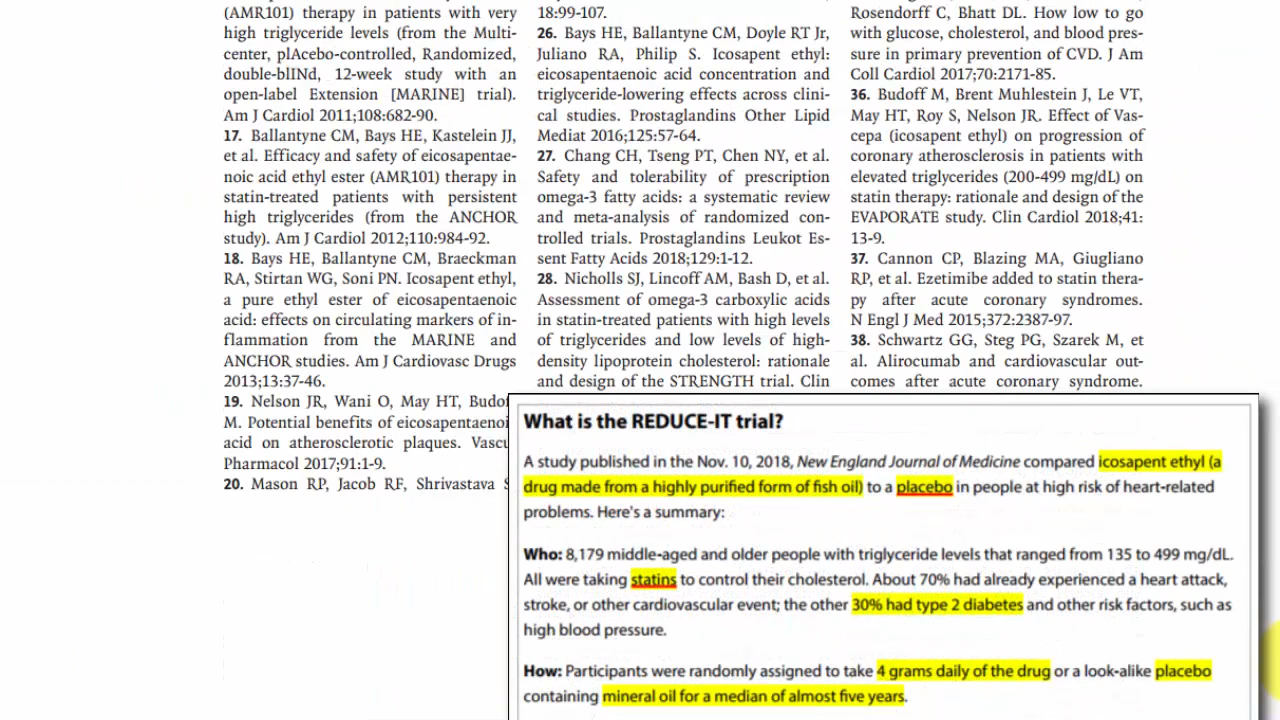 (AMR101) therapy in patients with very
high triglyceride levels (from the Multi-
center, plAcebo-controlled, Randomized,
double-blINd, 12-week study with an
open-label Extension [MARINE] trial).
Am J Cardiol 2011;108:682-90.
17. Ballantyne CM, Bays HE, Kastelein JJ,
et al. Efficacy and safety of eicosapentae-
noic acid ethyl ester (AMR101) therapy in
statin-treated patients with persistent
high triglycerides (from the ANCHOR
study). Am J Cardiol 2012;110:984-92.
18. Bays HE, Ballantyne CM, Braeckman
RA, Stirtan WG, Soni PN. Icosapent ethyl,
a pure ethyl ester of eicosapentaenoic
acid: effects on circulating markers of in-
flammation from the MARINE and
ANCHOR studies. Am J Cardiovasc Drugs
2013;13:37-46.
19. Nelson JR, Wani O, May HT, Budof
M. Potential benefits of eicosapentaenoi
acid on atherosclerotic plaques. Vascu
Pharmacol 2017;91:1-9.
20. Mason RP, Jacob RF, Shrivastava S
18:99-107.
26. Bays HE, Ballantyne CM, Doyle RT Jr,
Juliano RA, Philip S. Icosapent ethyl:
eicosapentaenoic acid concentration and
triglyceride-lowering effects across clini-
cal studies. Prostaglandins Other Lipid
Mediat 2016;125:57-64.
27. Chang CH, Tseng PT, Chen NY, et al.
Safety and tolerability of prescription
omega-3 fatty acids: a systematic review
and meta-analysis of randomized con-
trolled trials. Prostaglandins Leukot Es-
sent Fatty Acids 2018;129:1-12.
28. Nicholls SJ, Lincoff AM, Bash D, et al.
Assessment of omega-3 carboxylic acids
in statin-treated patients with high levels
of triglycerides and low levels of high-
density lipoprotein cholesterol: rationale
and design of the STRENGTH trial. Clin
Rosendorff C, Bhatt DL. How low to go
with glucose, cholesterol, and blood pres-
sure in primary prevention of CVD. J Am
Coll Cardiol 2017;70:2171-85.
36. Budoff M, Brent Muhlestein J, Le VT,
May HT, Roy S, Nelson JR. Effect of Vas-
cepa (icosapent ethyl) on progression of
coronary atherosclerosis in patients with
elevated triglycerides (200-499 mg/dL) on
statin therapy: rationale and design of the
EVAPORATE study. Clin Cardiol 2018;41:
13-9.
37. Cannon CP, Blazing MA, Giugliano
RP, et al. Ezetimibe added to statin thera-
py after acute coronary syndromes.
N Engl J Med 2015;372:2387-97.
38. Schwartz GG, Steg PG, Szarek M, et
al. Alirocumab and cardiovascular out-
comes after acute coronary syndrome.
What is the REDUCE-IT trial?
A study published in the Nov. 10, 2018, New England Journal of Medicine compared icosapent ethyl (a
drug made from a highly purified form of fish oil) to a placebo in people at high risk of heart-related
problems. Here's a summary:
Who: 8,179 middle-aged and older people with triglyceride levels that ranged from 135 to 499 mg/dL.
All were taking statins to control their cholesterol. About 70% had already experienced a heart attack,
stroke, or other cardiovascular event; the other 30% had type 2 diabetes and other risk factors, such as
high blood pressure.
How: Participants were randomly assigned to take 4 grams daily of the drug or a look-alike placebo
containing mineral oil for a median of almost five years.